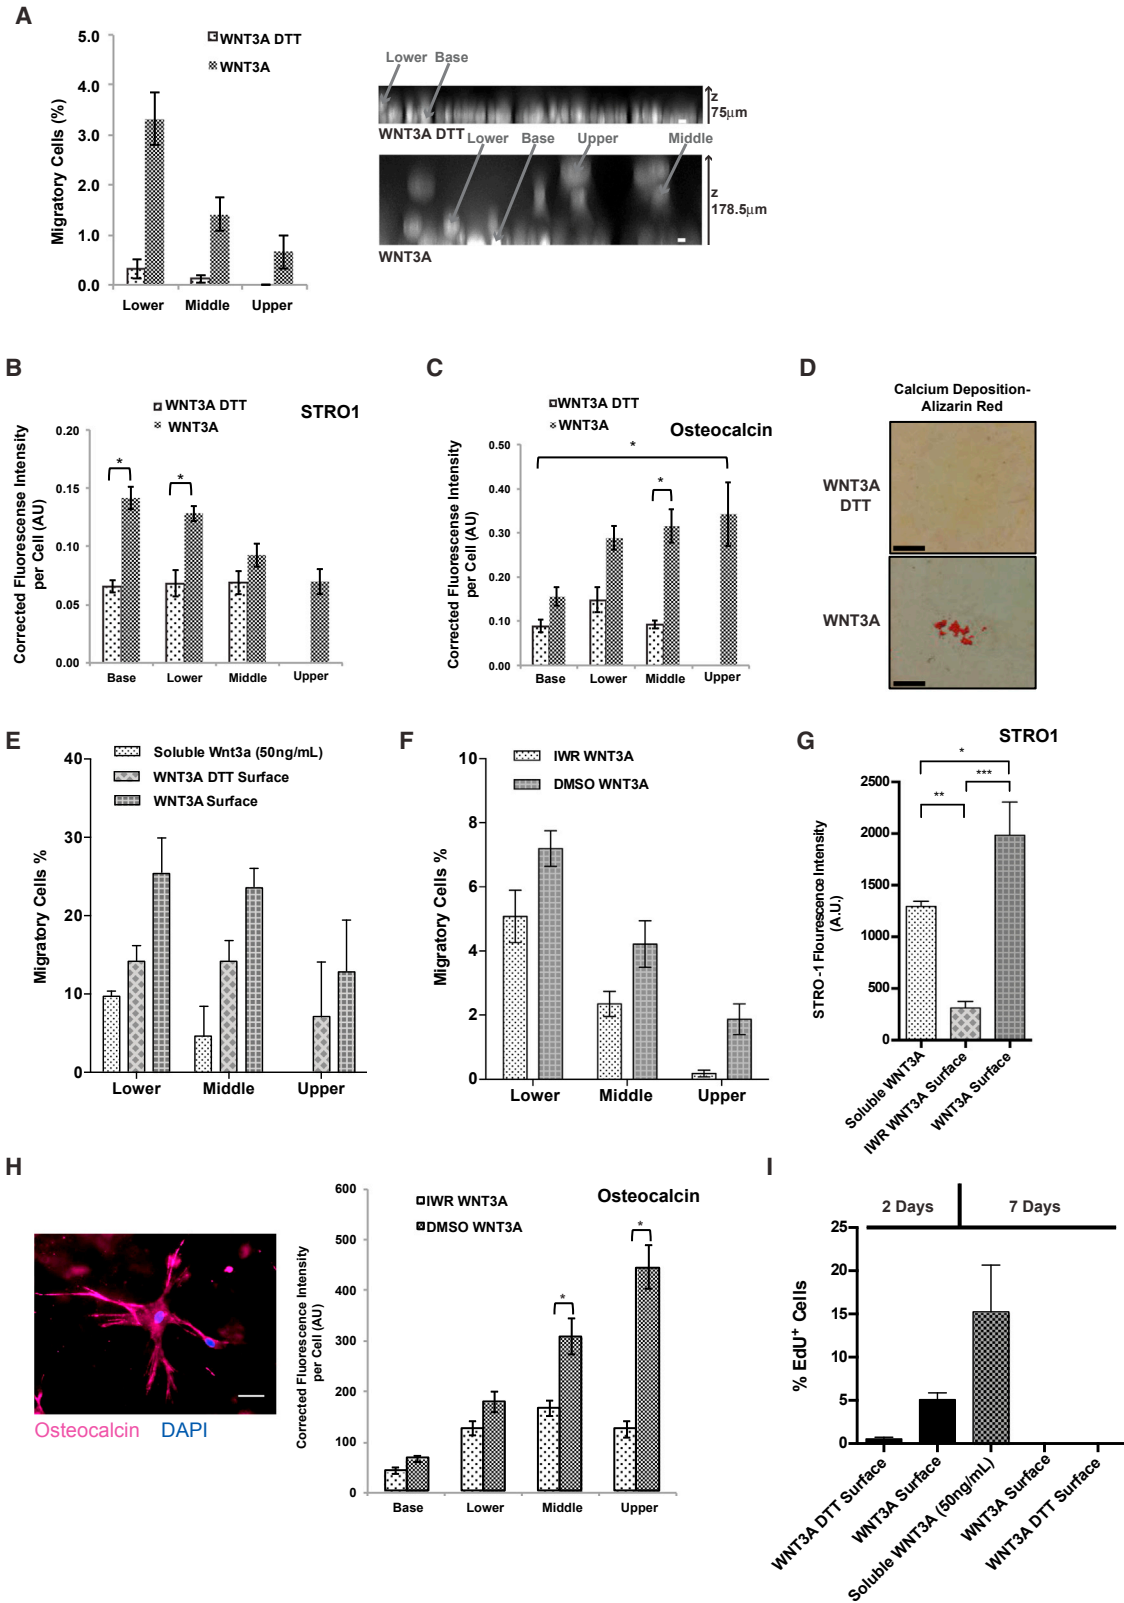 A
5.0
4.0
3.0
2.0
1.0
0.0
Migratory Cells (%)
WNT3A DTT
WNT3A
Lower Middle Upper
Lower Base
z
75μm
WNT3A DTT
Lower Base Upper Middle
z
178.5μm
WNT3A
B
STRO1
WNT3A DTT
WNT3A
0.20
0.15
0.10
0.05
0.00
Corrected Fluorescense Intensity
per Cell (AU)
*
*
Base Lower Middle Upper
C
Osteocalcin
WNT3A DTT
WNT3A
0.50
0.40
0.30
0.20
0.10
0.00
Corrected Fluorescence Intensity
per Cell (AU)
*
*
Base Lower Middle Upper
D
Calcium Deposition-
Alizarin Red
WNT3A
DTT
WNT3A
E
Soluble Wnt3a (50ng/mL)
WNT3A DTT Surface
WNT3A Surface
40
30
20
10
0
Migratory Cells %
Lower Middle Upper
F
IWR WNT3A
DMSO WNT3A
10
8
6
4
2
0
Migratory Cells %
Lower Middle Upper
G
STRO1
2500
2000
1500
1000
500
0
STRO -1 Flourescence Intensity
(A.U.)
*
***
**
Soluble WNT3A
IWR WNT3A Surface
WNT3A Surface
H
Osteocalcin DAPI
Osteocalcin
IWR WNT3A
DMSO WNT3A
600
500
400
300
200
100
0
Corrected Fluorescence Intensity
per Cell (AU)
*
*
Base Lower Middle Upper
I
2 Days 7 Days
25
20
15
10
5
0
% EdU⁺ Cells
WNT3A DTT Surface
WNT3A Surface
Soluble WNT3A (50ng/mL)
WNT3A Surface
WNT3A DTT Surface